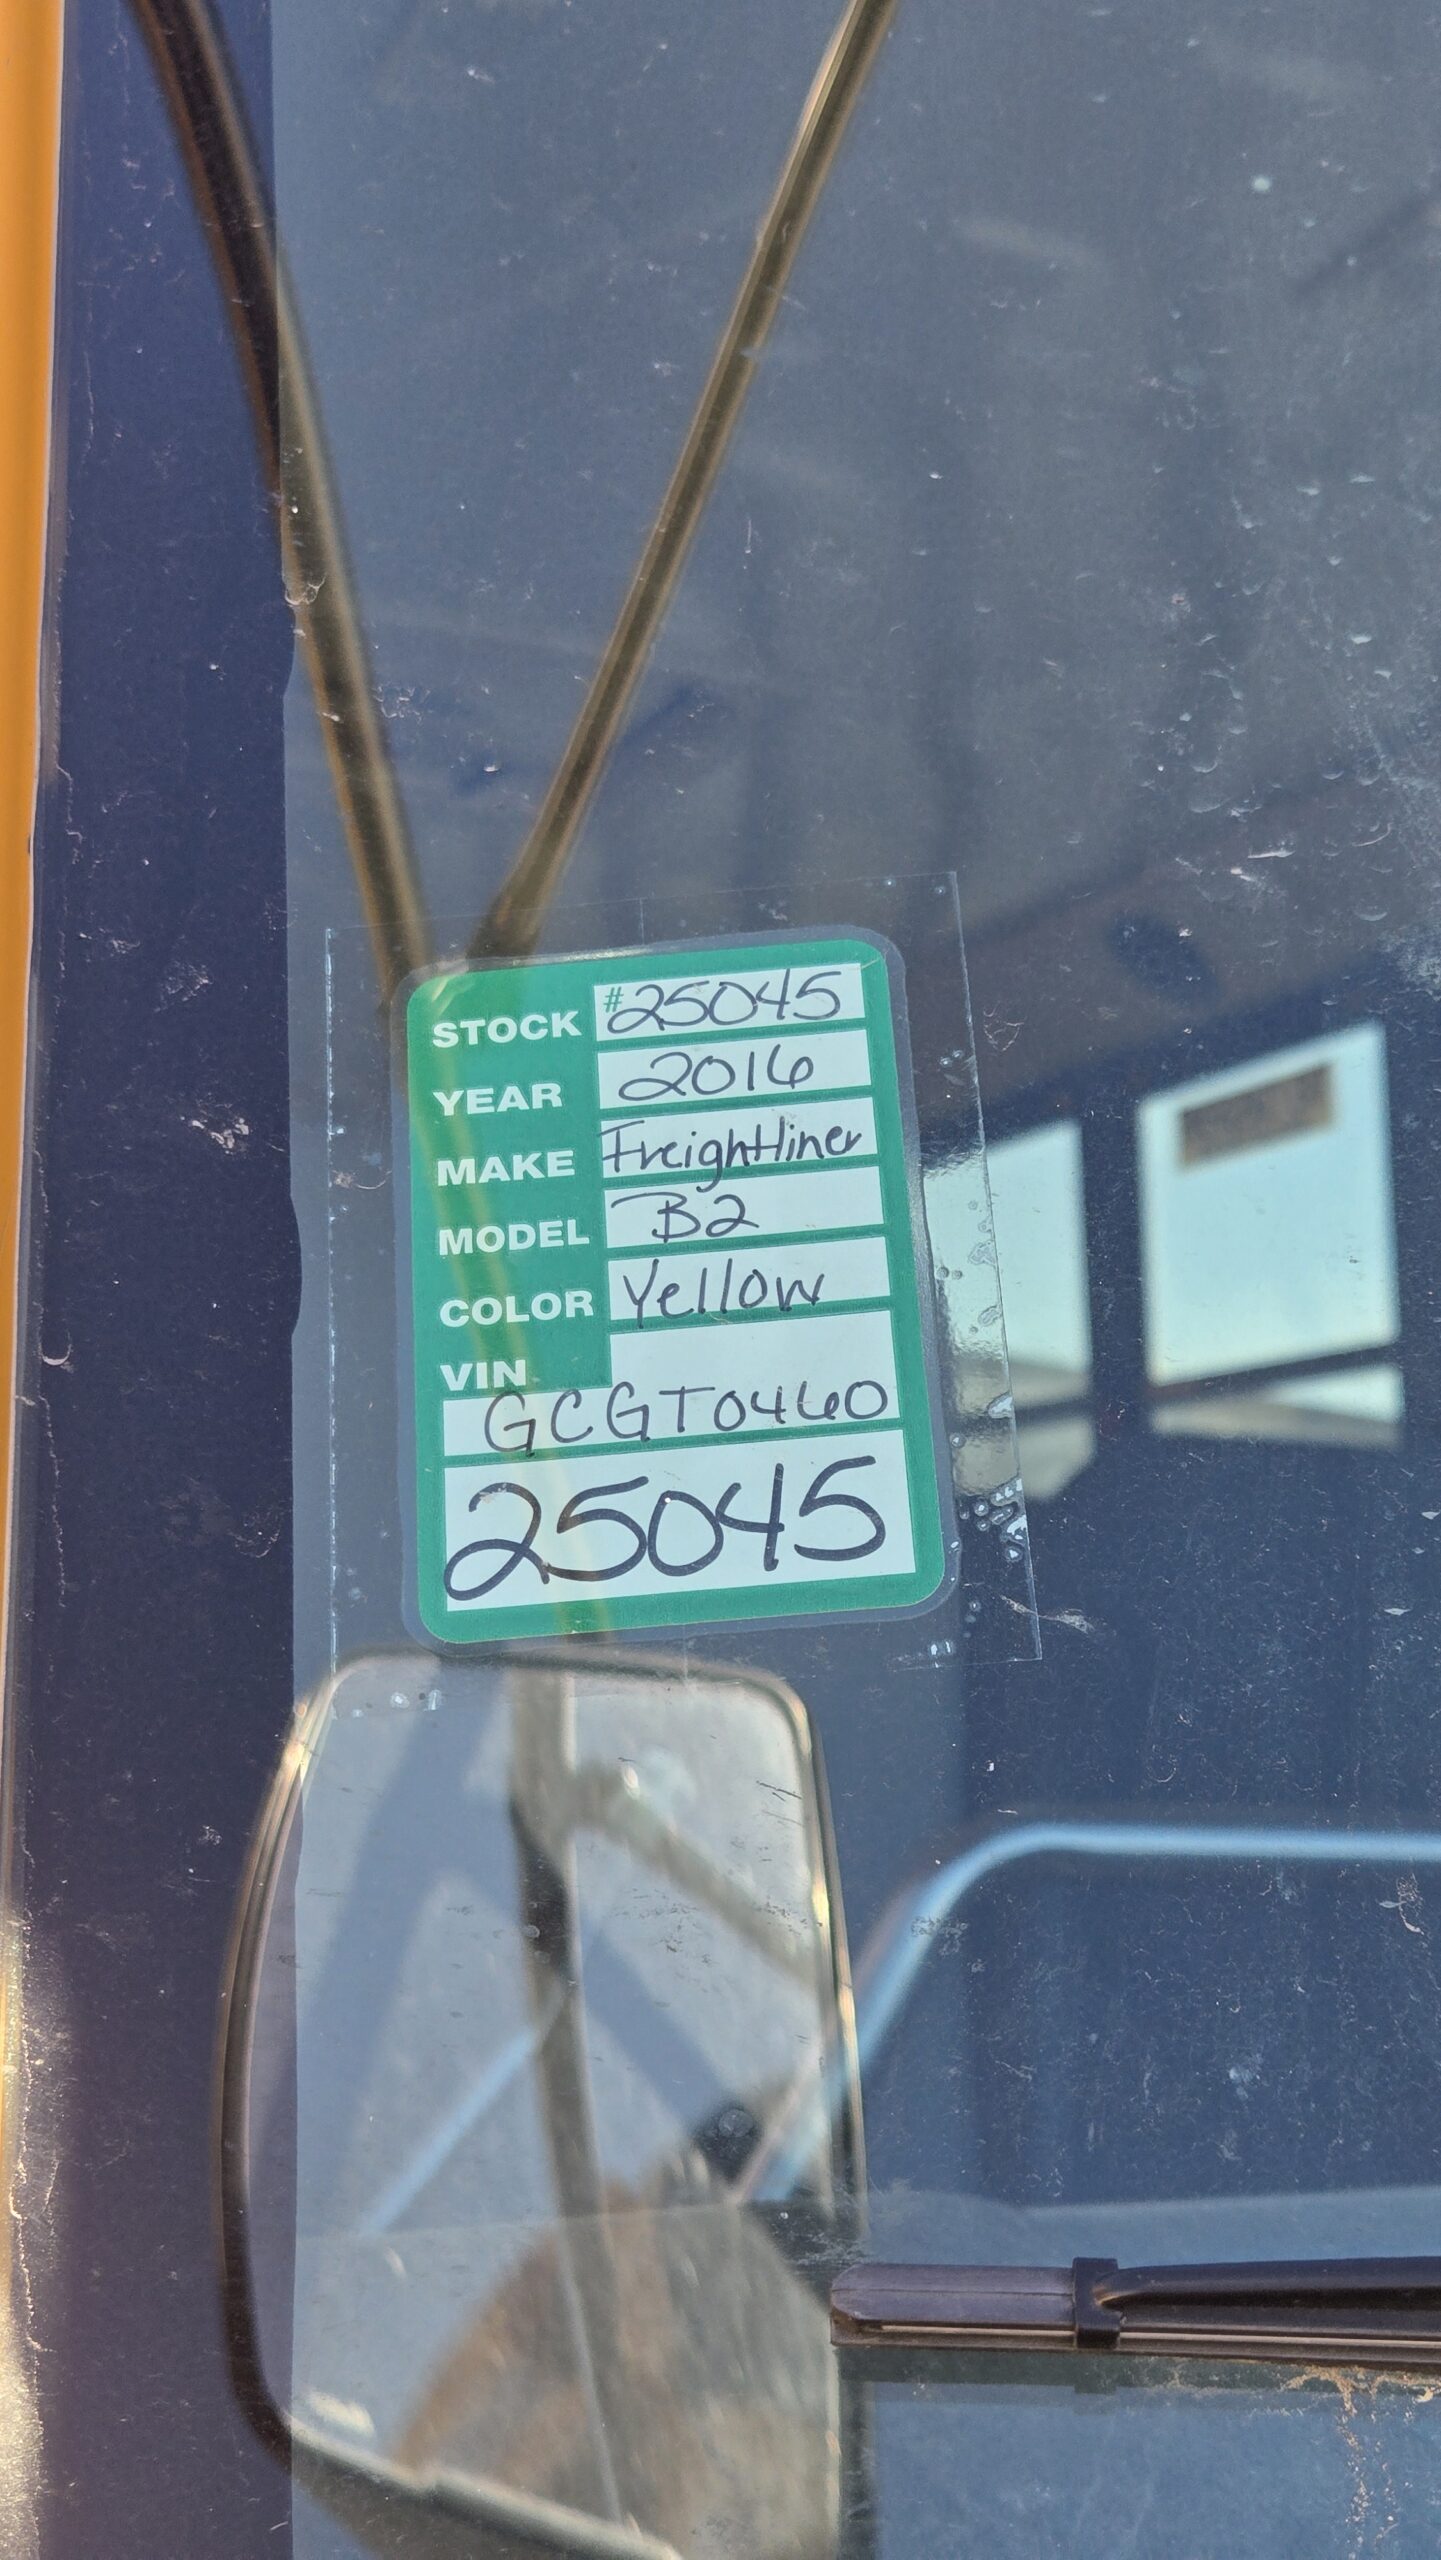 STOCK #25045
YEAR 2016
MAKE Freightliner
MODEL B2
COLOR Yellow
VIN
GCGT0460
25045